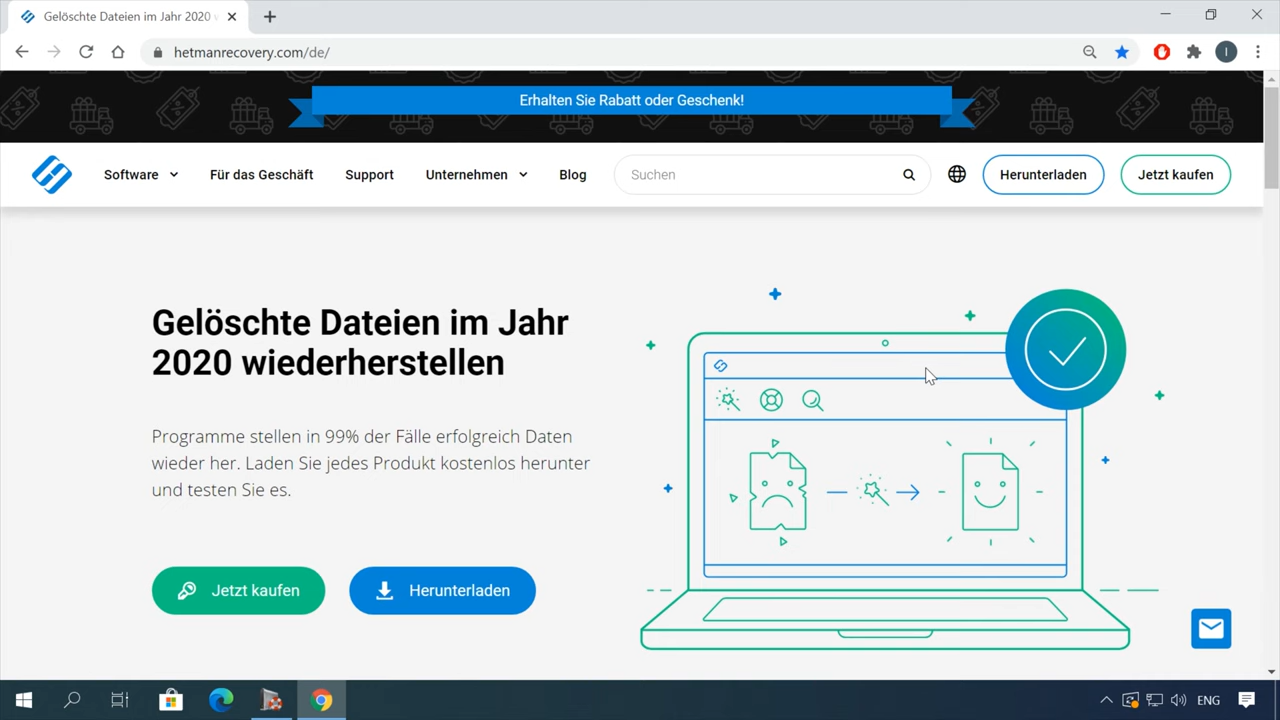 Gelöschte Dateien im Jahr 2020
hetmanrecovery.com/de/
I
Erhalten Sie Rabatt oder Geschenk!
Software
Für das Geschäft
Support
Unternehmen
Blog
Suchen
Herunterladen
Jetzt kaufen
Gelöschte Dateien im Jahr
2020 wiederherstellen
Programme stellen in 99% der Fälle erfolgreich Daten
wieder her. Laden Sie jedes Produkt kostenlos herunter
und testen Sie es.
Jetzt kaufen
Herunterladen
ENG